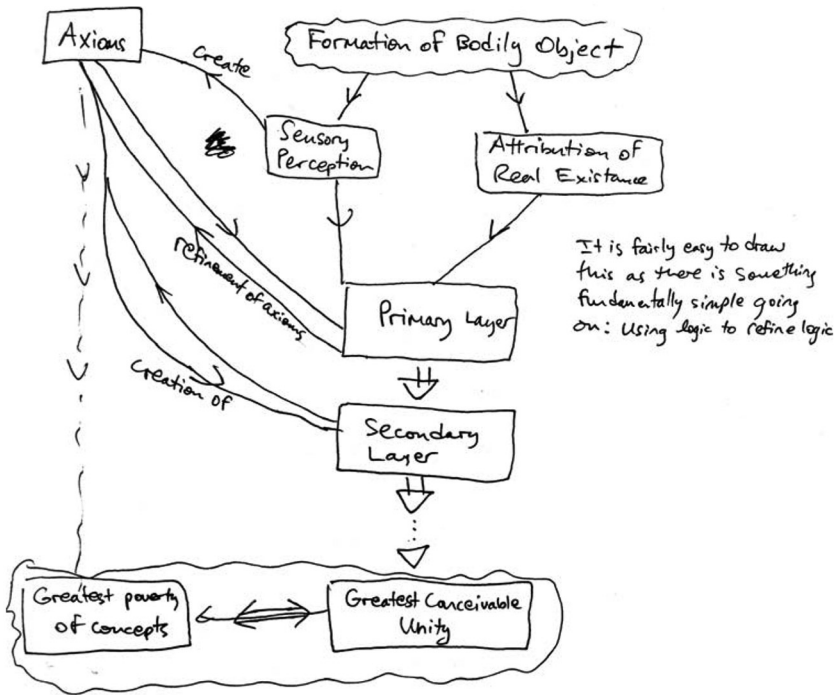 Axioms
Formation of Bodily Object
create
Sensory
Perception
Attribution of
Real Existance
It is fairly easy to draw
this as there is something
fundamentally simple going
on: Using logic to refine logic
refinement of axioms
Primary Layer
creation of
Secondary
Layer
Greatest poverty
of concepts
Greatest Conceivable
Unity